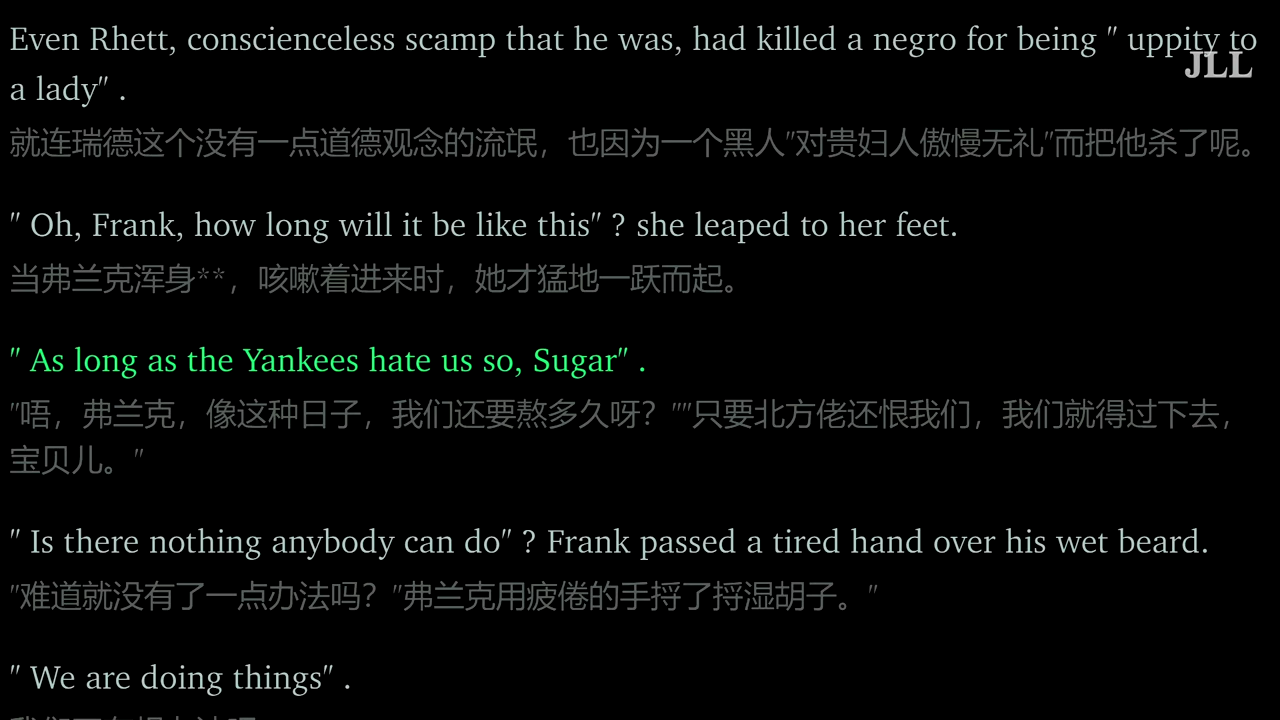 Even Rhett, conscienceless scamp that he was, had killed a negro for being " uppity to
JLL
a lady" .
就连瑞德这个没有一点道德观念的流氓，也因为一个黑人"对贵妇人傲慢无礼"而把他杀了呢。
" Oh, Frank, how long will it be like this" ? she leaped to her feet.
当弗兰克浑身**，咳嗽着进来时，她才猛地一跃而起。
" As long as the Yankees hate us so, Sugar" .
"唔，弗兰克，像这种日子，我们还要熬多久呀？""只要北方佬还恨我们，我们就得过下去，
宝贝儿。"
" Is there nothing anybody can do" ? Frank passed a tired hand over his wet beard.
"难道就没有了一点办法吗？"弗兰克用疲倦的手捋了捋湿胡子。"
" We are doing things" .